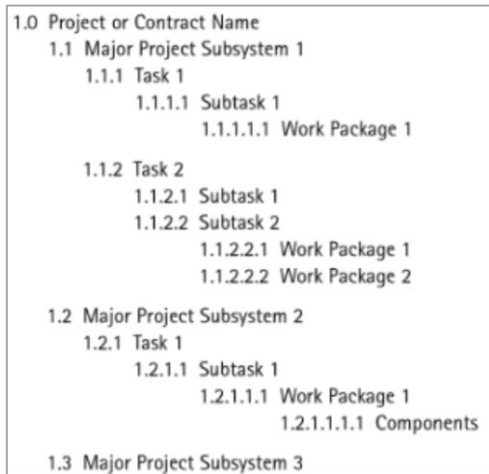 1.0 Project or Contract Name
1.1 Major Project Subsystem 1
1.1.1 Task 1
1.1.1.1 Subtask 1
1.1.1.1.1 Work Package 1
1.1.2 Task 2
1.1.2.1 Subtask 1
1.1.2.2 Subtask 2
1.1.2.2.1 Work Package 1
1.1.2.2.2 Work Package 2
1.2 Major Project Subsystem 2
1.2.1 Task 1
1.2.1.1 Subtask 1
1.2.1.1.1 Work Package 1
1.2.1.1.1.1 Components
1.3 Major Project Subsystem 3